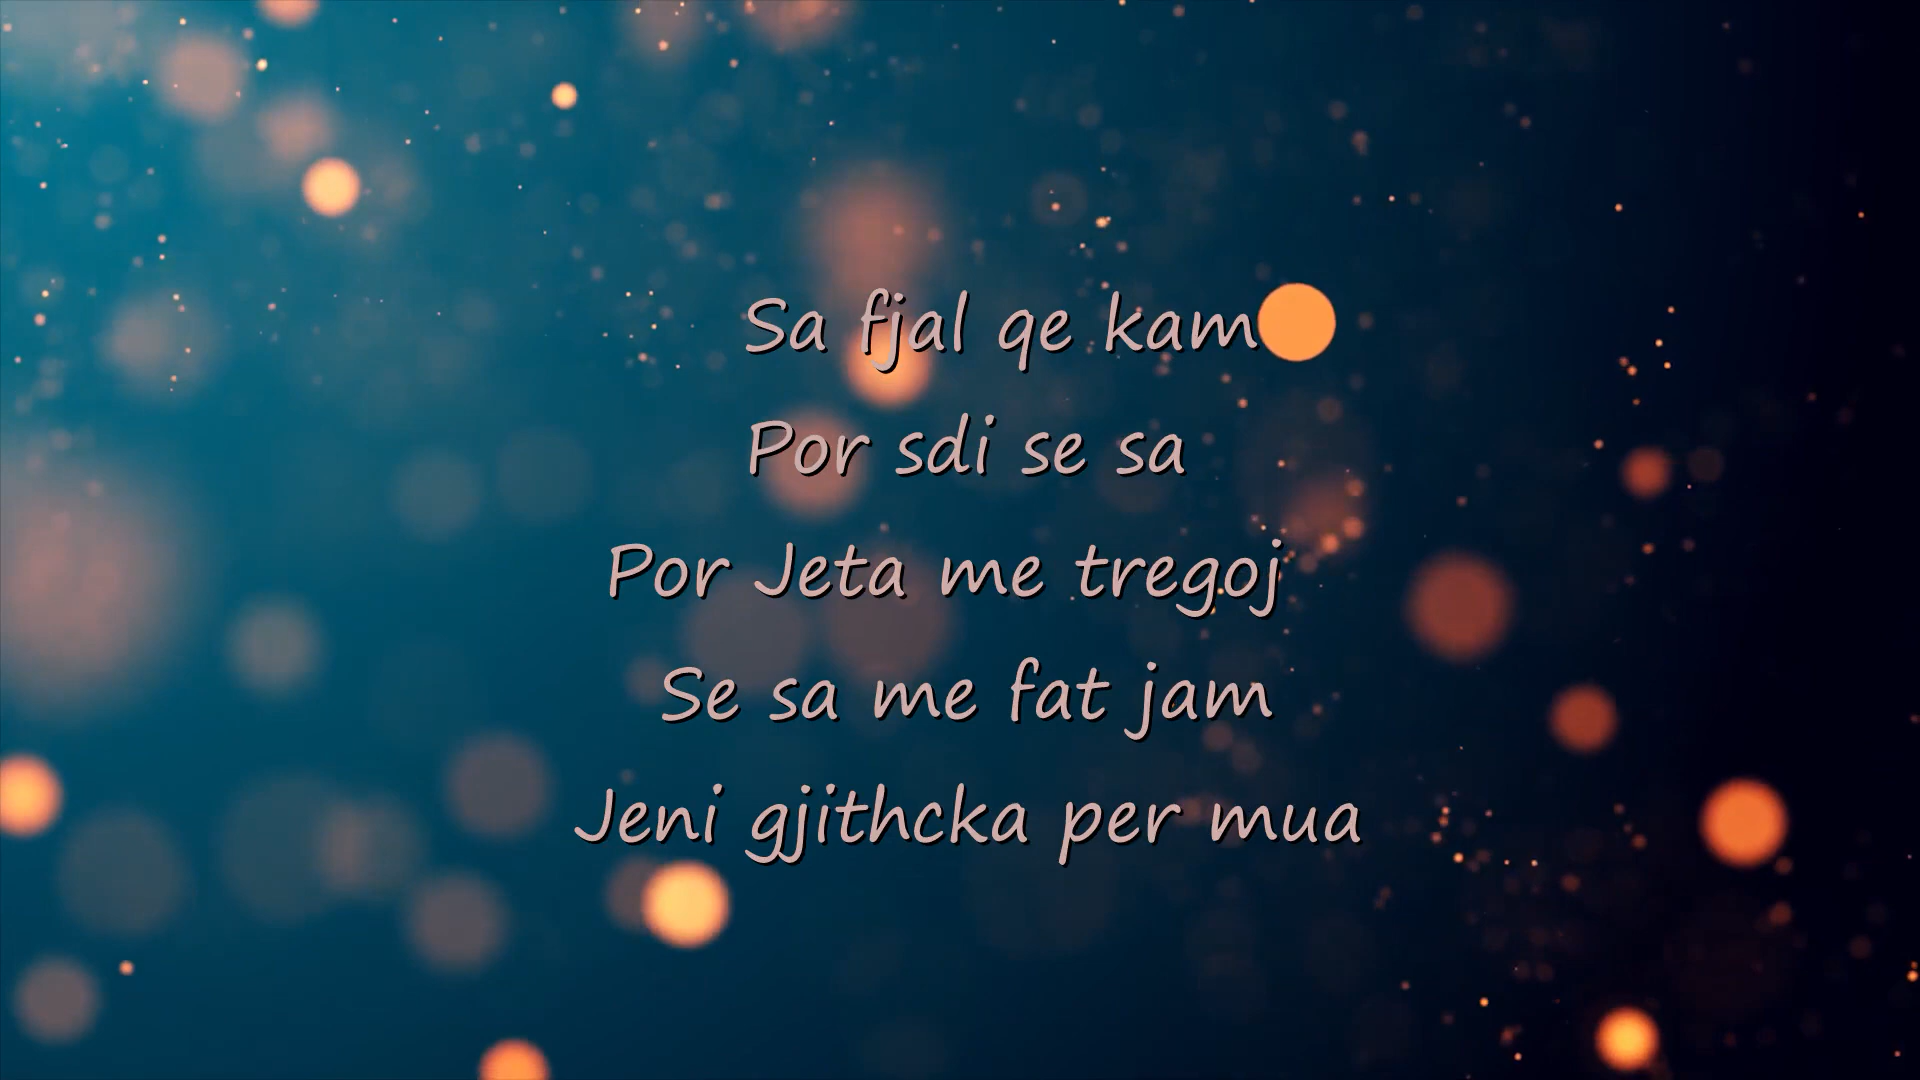 Sa fjal qe kam
Por sdi se sa
Por Jeta me tregoj
Se sa me fat jam
Jeni gjithcka per mua